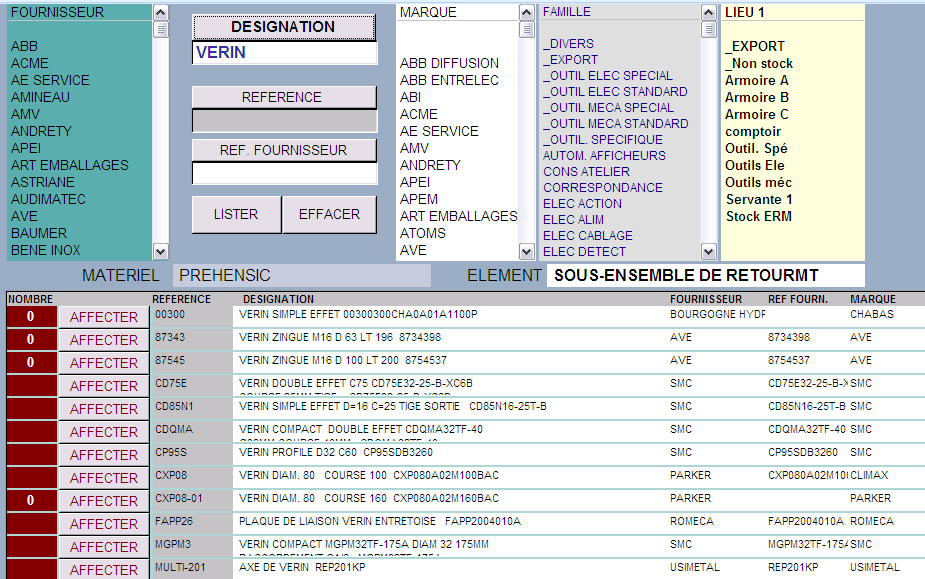 FOURNISSEUR
ABB
ACME
AE SERVICE
AMINEAU
AMV
ANDRETY
APEI
ART EMBALLAGES
ASTRIANE
AUDIMATEC
AVE
BAUMER
BENE INOX
DESIGNATION
VERIN
REFERENCE
REF. FOURNISSEUR
LISTER EFFACER
MARQUE
ABB DIFFUSION
ABB ENTRELEC
ABI
ACME
AE SERVICE
AMV
ANDRETY
APEI
APEM
ART EMBALLAGES
ATOMS
AVE
FAMILLE
_DIVERS
_EXPORT
_OUTIL ELEC SPECIAL
_OUTIL ELEC STANDARD
_OUTIL MECA SPECIAL
_OUTIL MECA STANDARD
_OUTIL. SPECIFIQUE
AUTOM. AFFICHEURS
CONS ATELIER
CORRESPONDANCE
ELEC ACTION
ELEC ALIM
ELEC CABLAGE
ELEC DETECT
LIEU 1
_EXPORT
_Non stock
Armoire A
Armoire B
Armoire C
comptoir
Outil. Spé
Outils Ele
Outils méc
Servante 1
Stock ERM
MATERIEL PREHENSIC ELEMENT SOUS-ENSEMBLE DE RETOURMT
NOMBRE REFERENCE DESIGNATION FOURNISSEUR REF FOURN. MARQUE
0 AFFECTER 00300 VERIN SIMPLE EFFET 00300300CHA0A01A1100P BOURGOGNE HYDF CHABAS
0 AFFECTER 87343 VERIN ZINGUE M16 D 63 LT 196 8734398 AVE 8734398 AVE
0 AFFECTER 87545 VERIN ZINGUE M16 D 100 LT 200 8754537 AVE 8754537 AVE
AFFECTER CD75E VERIN DOUBLE EFFET C75 CD75E32-25-B-XC6B SMC CD75E32-25-B-X SMC
AFFECTER CD85N1 VERIN SIMPLE EFFET D=16 C=25 TIGE SORTIE CD85N16-25T-B SMC CD85N16-25T-B SMC
AFFECTER CDQMA VERIN COMPACT DOUBLE EFFET CDQMA32TF-40 SMC CDQMA32TF-40 SMC
AFFECTER CP95S VERIN PROFILE D32 C60 CP95SDB3260 SMC CP95SDB3260 SMC
AFFECTER CXP08 VERIN DIAM. 80 COURSE 100 CXP080A02M100BAC PARKER CXP080A02M10( CLIMAX
0 AFFECTER CXP08-01 VERIN DIAM. 80 COURSE 160 CXP080A02M160BAC PARKER PARKER
AFFECTER FAPP26 PLAQUE DE LIAISON VERIN ENTRETOISE FAPP2004010A ROMECA FAPP2004010A ROMECA
AFFECTER MGPM3 VERIN COMPACT MGPM32TF-175A DIAM 32 175MM SMC MGPM32TF-175A SMC
AFFECTER MULTI-201 AXE DE VERIN REP201KP USIMETAL REP201KP USIMETAL